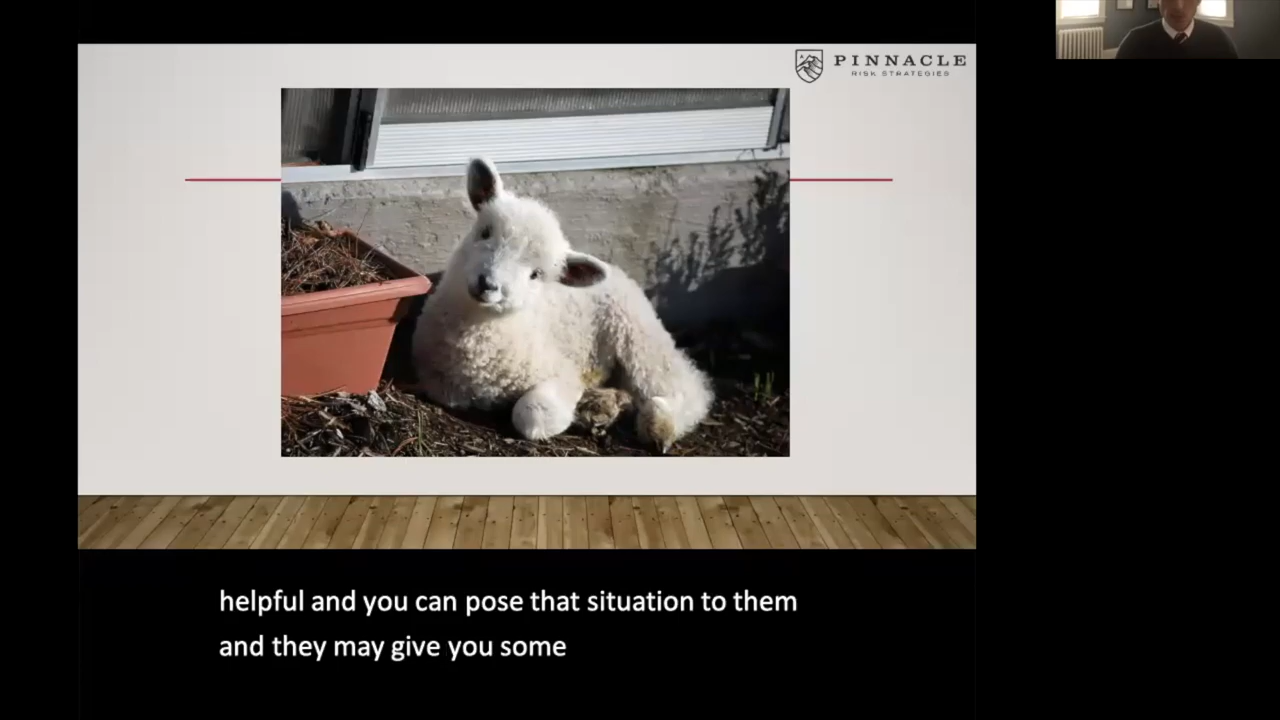 PINNACLE
RISK STRATEGIES
helpful and you can pose that situation to them
and they may give you some